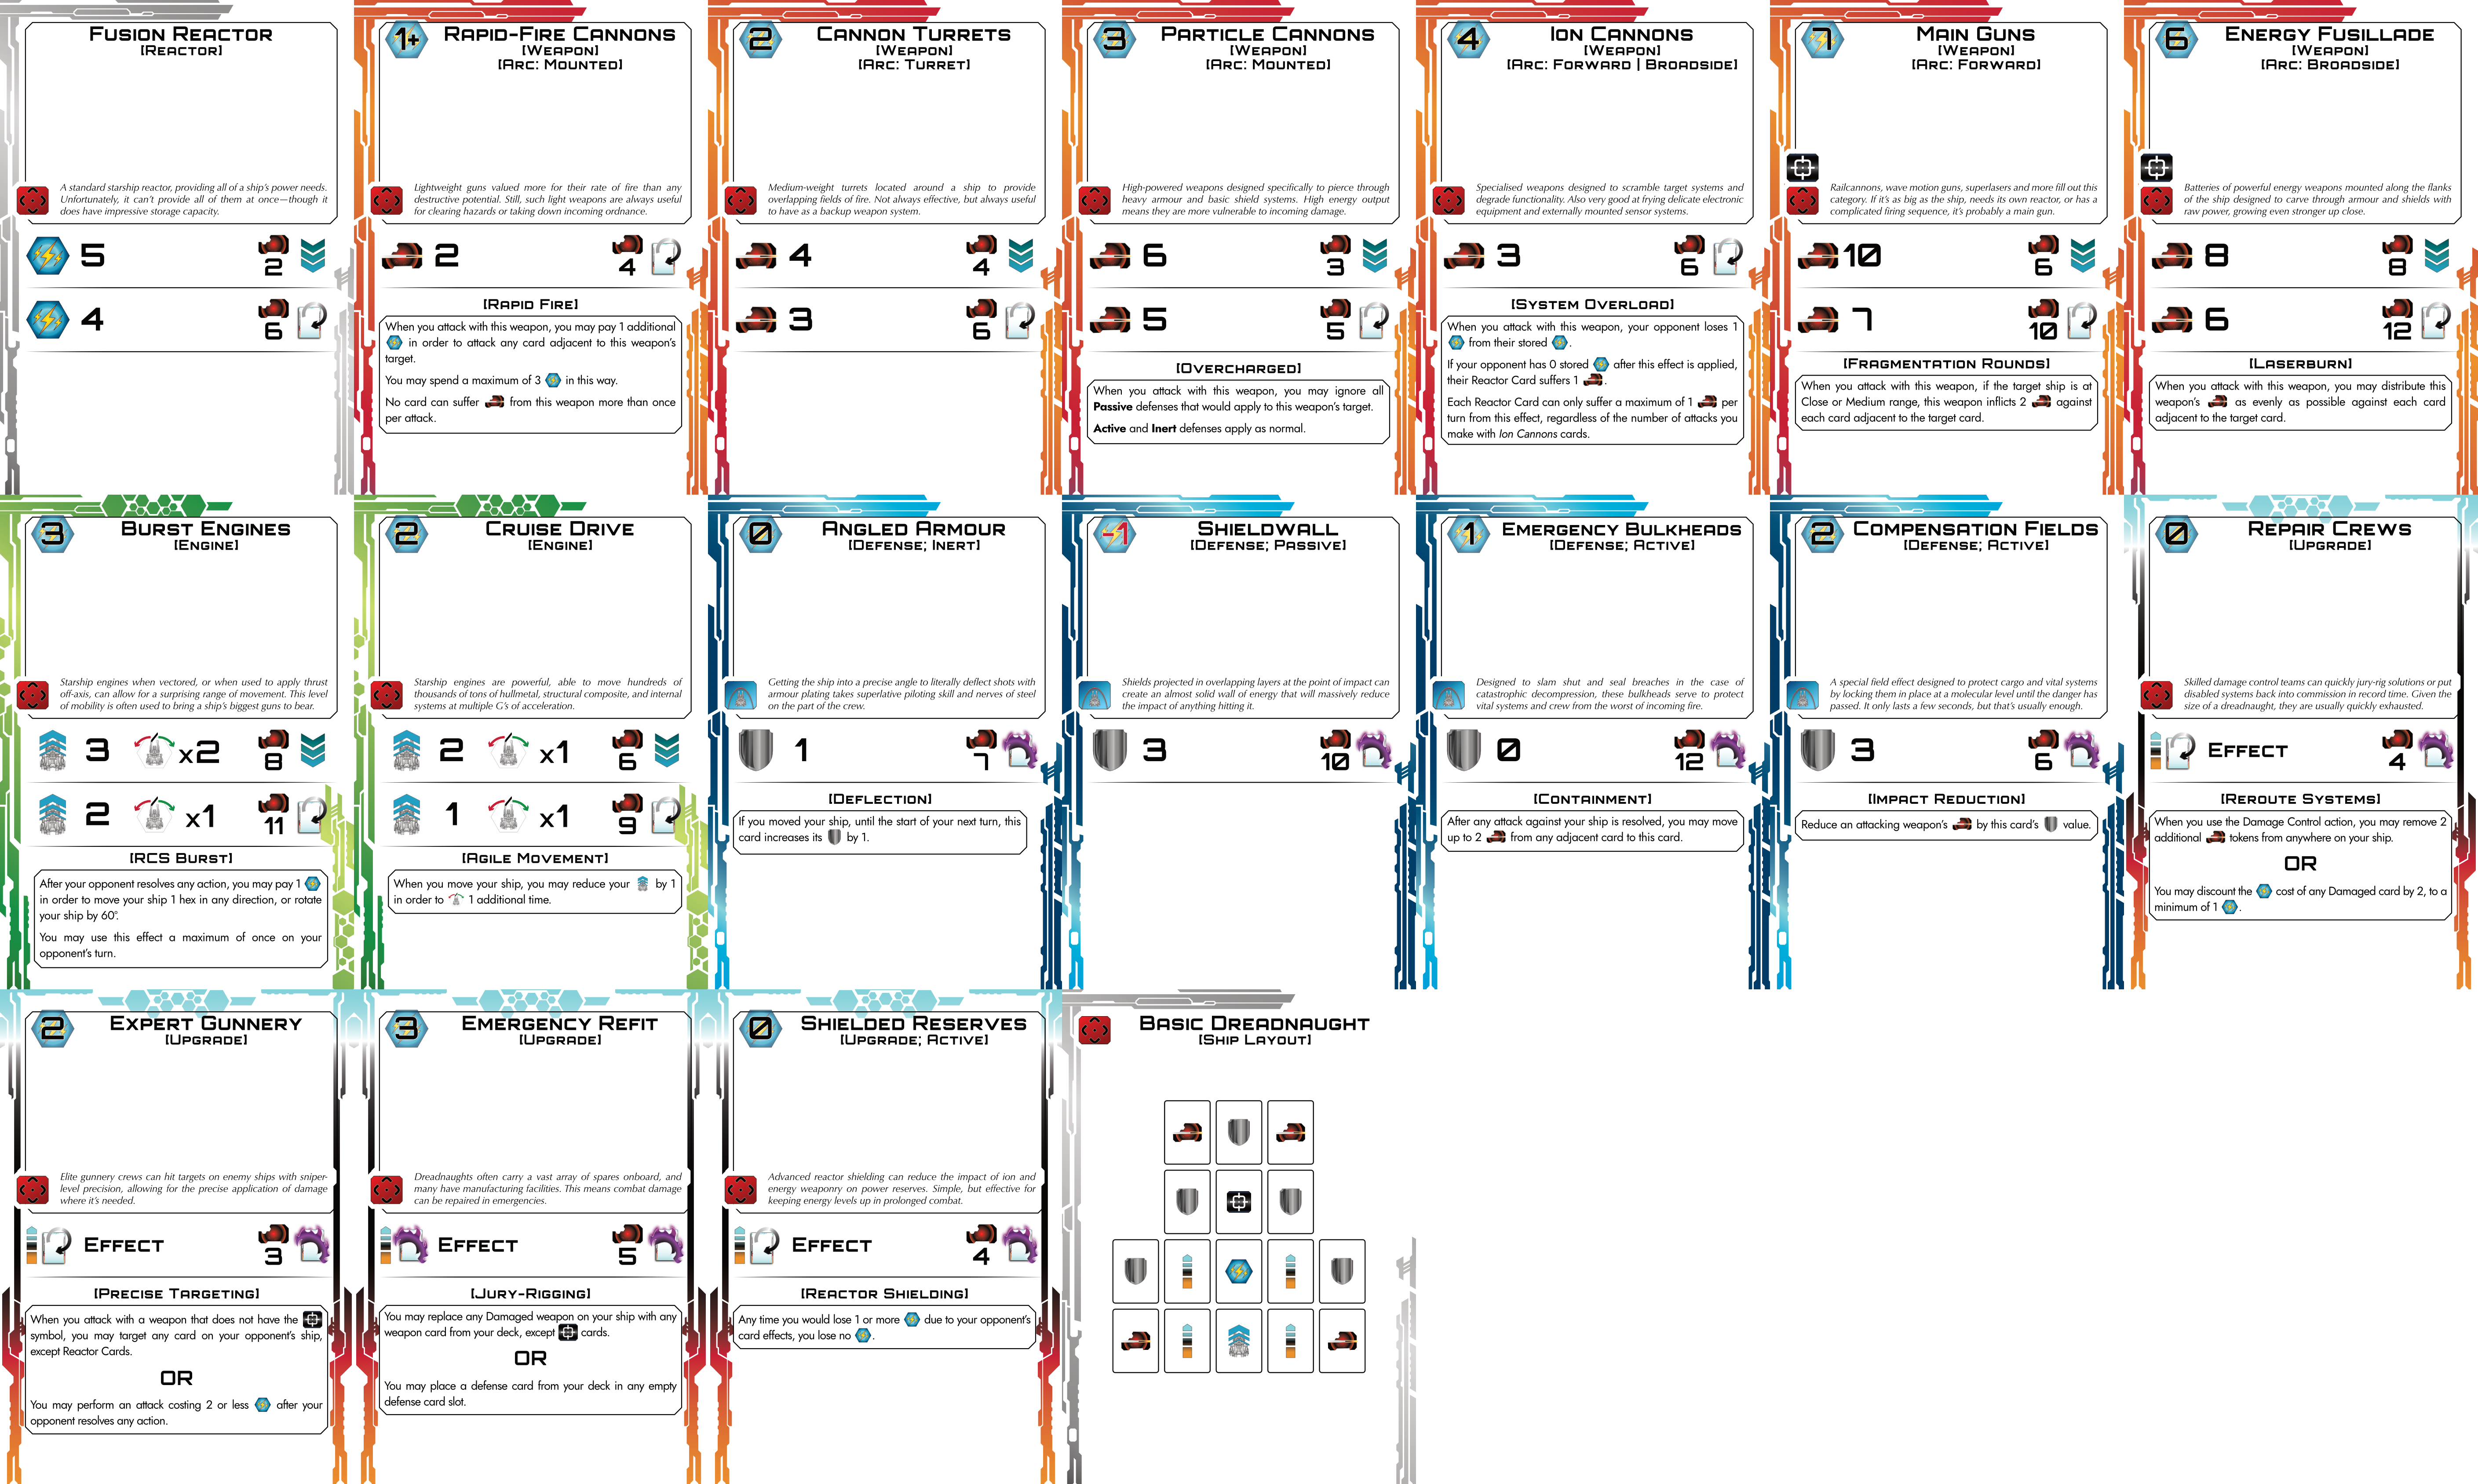 FUSION REACTOR
[REACTOR]
A standard starship reactor, providing all of a ship's power needs.
Unfortunately, it can't provide all of them at once—though it
does have impressive storage capacity.
5
2
4
6
1+
RAPID-FIRE CANNONS
[WEAPON]
[ARC: MOUNTED]
Lightweight guns valued more for their rate of fire than any
destructive potential. Still, such light weapons are always useful
for clearing hazards or taking down incoming ordnance.
2
4
[RAPID FIRE]
When you attack with this weapon, you may pay 1 additional
in order to attack any card adjacent to this weapon's
target.
You may spend a maximum of 3 in this way.
No card can suffer from this weapon more than once
per attack.
2
CANNON TURRETS
[WEAPON]
[ARC: TURRET]
Medium-weight turrets located around a ship to provide
overlapping fields of fire. Not always effective, but always useful
to have as a backup weapon system.
4
4
3
6
3
PARTICLE CANNONS
[WEAPON]
[ARC: MOUNTED]
High-powered weapons designed specifically to pierce through
heavy armour and basic shield systems. High energy output
means they are more vulnerable to incoming damage.
6
3
5
5
[OVERCHARGED]
When you attack with this weapon, you may ignore all
Passive defenses that would apply to this weapon's target.
Active and Inert defenses apply as normal.
4
ION CANNONS
[WEAPON]
[ARC: FORWARD | BROADSIDE]
Specialised weapons designed to scramble target systems and
degrade functionality. Also very good at frying delicate electronic
equipment and externally mounted sensor systems.
3
6
[SYSTEM OVERLOAD]
When you attack with this weapon, your opponent loses 1
from their stored .
If your opponent has 0 stored after this effect is applied,
their Reactor Card suffers 1 .
Each Reactor Card can only suffer a maximum of 1 per
turn from this effect, regardless of the number of attacks you
make with Ion Cannons cards.
7
MAIN GUNS
[WEAPON]
[ARC: FORWARD]
Railcannons, wave motion guns, superlasers and more fill out this
category. If it's as big as the ship, needs its own reactor, or has a
complicated firing sequence, it's probably a main gun.
10
6
7
10
[FRAGMENTATION ROUNDS]
When you attack with this weapon, if the target ship is at
Close or Medium range, this weapon inflicts 2 against
each card adjacent to the target card.
6
ENERGY FUSILLADE
[WEAPON]
[ARC: BROADSIDE]
Batteries of powerful energy weapons mounted along the flanks
of the ship designed to carve through armour and shields with
raw power, growing even stronger up close.
8
8
6
12
[LASERBURN]
When you attack with this weapon, you may distribute this
weapon's as evenly as possible against each card
adjacent to the target card.
3
BURST ENGINES
[ENGINE]
Starship engines when vectored, or when used to apply thrust
off-axis, can allow for a surprising range of movement. This level
of mobility is often used to bring a ship's biggest guns to bear.
3 x2
8
2 x1
11
[RCS BURST]
After your opponent resolves any action, you may pay 1
in order to move your ship 1 hex in any direction, or rotate
your ship by 60°.
You may use this effect a maximum of once on your
opponent's turn.
2
CRUISE DRIVE
[ENGINE]
Starship engines are powerful, able to move hundreds of
thousands of tons of hullmetal, structural composite, and internal
systems at multiple G's of acceleration.
2 x1
6
1 x1
9
[AGILE MOVEMENT]
When you move your ship, you may reduce your by 1
in order to 1 additional time.
0
ANGLED ARMOUR
[DEFENSE; INERT]
Getting the ship into a precise angle to literally deflect shots with
armour plating takes superlative piloting skill and nerves of steel
on the part of the crew.
1
7
[DEFLECTION]
If you moved your ship, until the start of your next turn, this
card increases its by 1.
-1
SHIELDWALL
[DEFENSE; PASSIVE]
Shields projected in overlapping layers at the point of impact can
create an almost solid wall of energy that will massively reduce
the impact of anything hitting it.
3
10
1
EMERGENCY BULKHEADS
[DEFENSE; ACTIVE]
Designed to slam shut and seal breaches in the case of
catastrophic decompression, these bulkheads serve to protect
vital systems and crew from the worst of incoming fire.
0
12
[CONTAINMENT]
After any attack against your ship is resolved, you may move
up to 2 from any adjacent card to this card.
2
COMPENSATION FIELDS
[DEFENSE; ACTIVE]
A special field effect designed to protect cargo and vital systems
by locking them in place at a molecular level until the danger has
passed. It only lasts a few seconds, but that's usually enough.
3
6
[IMPACT REDUCTION]
Reduce an attacking weapon's by this card's value.
0
REPAIR CREWS
[UPGRADE]
Skilled damage control teams can quickly jury-rig solutions or put
disabled systems back into commission in record time. Given the
size of a dreadnaught, they are usually quickly exhausted.
EFFECT
4
[REROUTE SYSTEMS]
When you use the Damage Control action, you may remove 2
additional tokens from anywhere on your ship.
OR
You may discount the cost of any Damaged card by 2, to a
minimum of 1 .
2
EXPERT GUNNERY
[UPGRADE]
Elite gunnery crews can hit targets on enemy ships with sniper-
level precision, allowing for the precise application of damage
where it's needed.
EFFECT
3
[PRECISE TARGETING]
When you attack with a weapon that does not have the
symbol, you may target any card on your opponent's ship,
except Reactor Cards.
OR
You may perform an attack costing 2 or less after your
opponent resolves any action.
3
EMERGENCY REFIT
[UPGRADE]
Dreadnaughts often carry a vast array of spares onboard, and
many have manufacturing facilities. This means combat damage
can be repaired in emergencies.
EFFECT
5
[JURY-RIGGING]
You may replace any Damaged weapon on your ship with any
weapon card from your deck, except cards.
OR
You may place a defense card from your deck in any empty
defense card slot.
0
SHIELDED RESERVES
[UPGRADE; ACTIVE]
Advanced reactor shielding can reduce the impact of ion and
energy weaponry on power reserves. Simple, but effective for
keeping energy levels up in prolonged combat.
EFFECT
4
[REACTOR SHIELDING]
Any time you would lose 1 or more due to your opponent's
card effects, you lose no .
BASIC DREADNAUGHT
[SHIP LAYOUT]